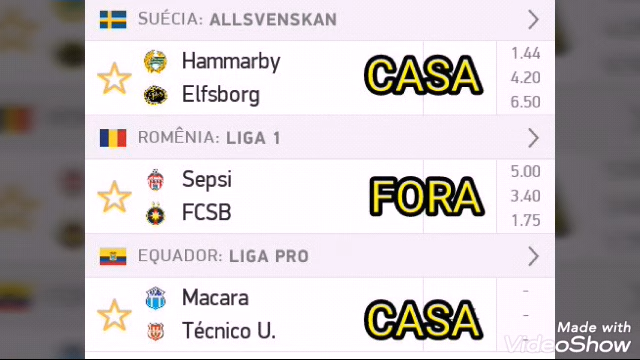 SUÉCIA: ALLSVENSKAN
Hammarby
Elfsborg
CASA
1.44
4.20
6.50
ROMÊNIA: LIGA 1
Sepsi
FCSB
FORA
5.00
3.40
1.75
EQUADOR: LIGA PRO
Macara
Técnico U.
CASA
-
-
-
Made with
VideoShow